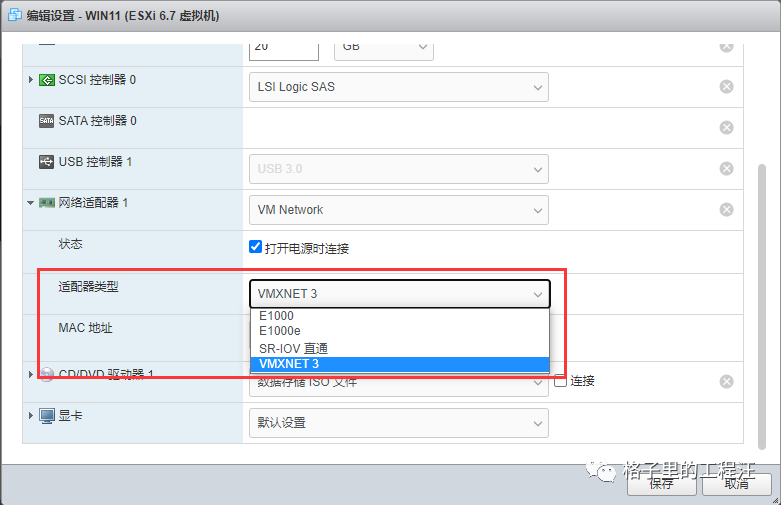 编辑设置 - WIN11 (ESXi 6.7 虚拟机)
20 GB
SCSI 控制器 0 LSI Logic SAS
SATA SATA 控制器 0
USB 控制器 1 USB 3.0
网络适配器 1 VM Network
状态 打开电源时连接
适配器类型 VMXNET 3
E1000
MAC 地址 E1000e
SR-IOV 直通
VMXNET 3
CD/DVD 驱动器 1 数据存储 ISO 文件 连接
显卡 默认设置
格子里的工程汪
保存 取消